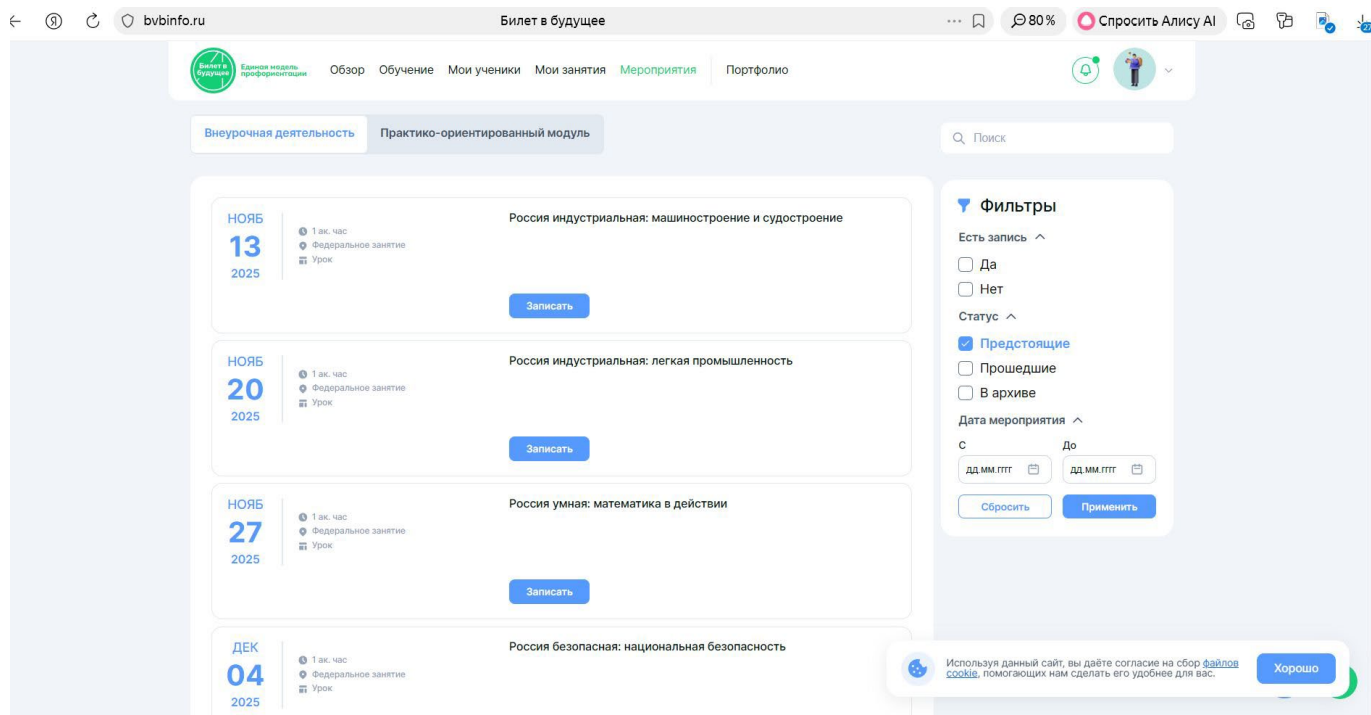 bvbinfo.ru
Билет в будущее
80%
Спросить Алису AI
Билет в будущее
Единая модель профориентации
Обзор
Обучение
Мои ученики
Мои занятия
Мероприятия
Портфолио
Внеурочная деятельность
Практико-ориентированный модуль
Поиск
НОЯБ
13
2025
1 ак. час
Федеральное занятие
Урок
Россия индустриальная: машиностроение и судостроение
Записать
НОЯБ
20
2025
1 ак. час
Федеральное занятие
Урок
Россия индустриальная: легкая промышленность
Записать
НОЯБ
27
2025
1 ак. час
Федеральное занятие
Урок
Россия умная: математика в действии
Записать
ДЕК
04
2025
1 ак. час
Федеральное занятие
Урок
Россия безопасная: национальная безопасность
Фильтры
Есть запись
Да
Нет
Статус
Предстоящие
Прошедшие
В архиве
Дата мероприятия
С
До
дд.мм.гггг
дд.мм.гггг
Сбросить
Применить
Используя данный сайт, вы даёте согласие на сбор файлов
cookie, помогающих нам сделать его удобнее для вас.
Хорошо